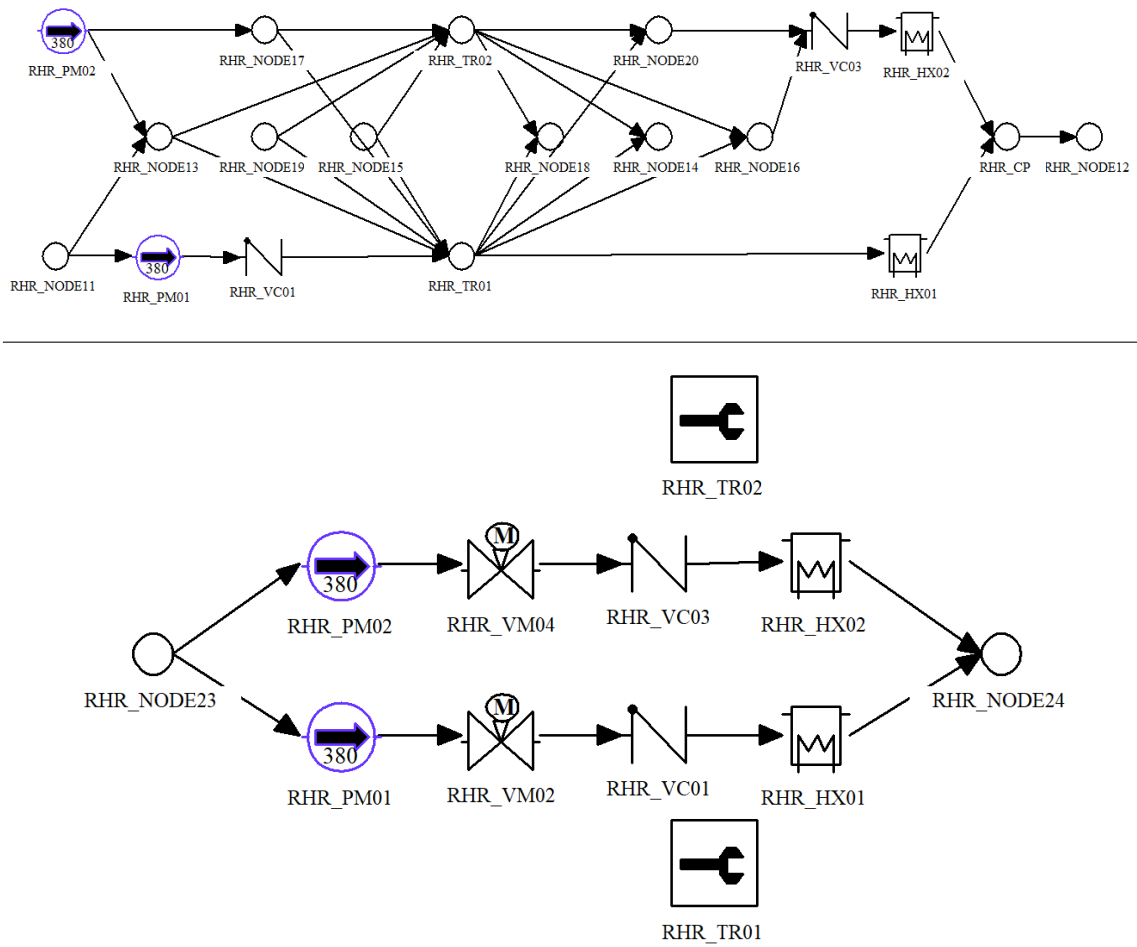 380
RHR_PM02
RHR_NODE17
RHR_TR02
RHR_NODE20
RHR_VC03
RHR_HX02
RHR_NODE13
RHR_NODE19
RHR_NODE15
RHR_NODE18
RHR_NODE14
RHR_NODE16
RHR_CP
RHR_NODE12
RHR_NODE11
380
RHR_PM01
RHR_VC01
RHR_TR01
RHR_HX01
RHR_TR02
M
380
RHR_PM02
RHR_VM04
RHR_VC03
RHR_HX02
RHR_NODE23
RHR_NODE24
M
380
RHR_PM01
RHR_VM02
RHR_VC01
RHR_HX01
RHR_TR01